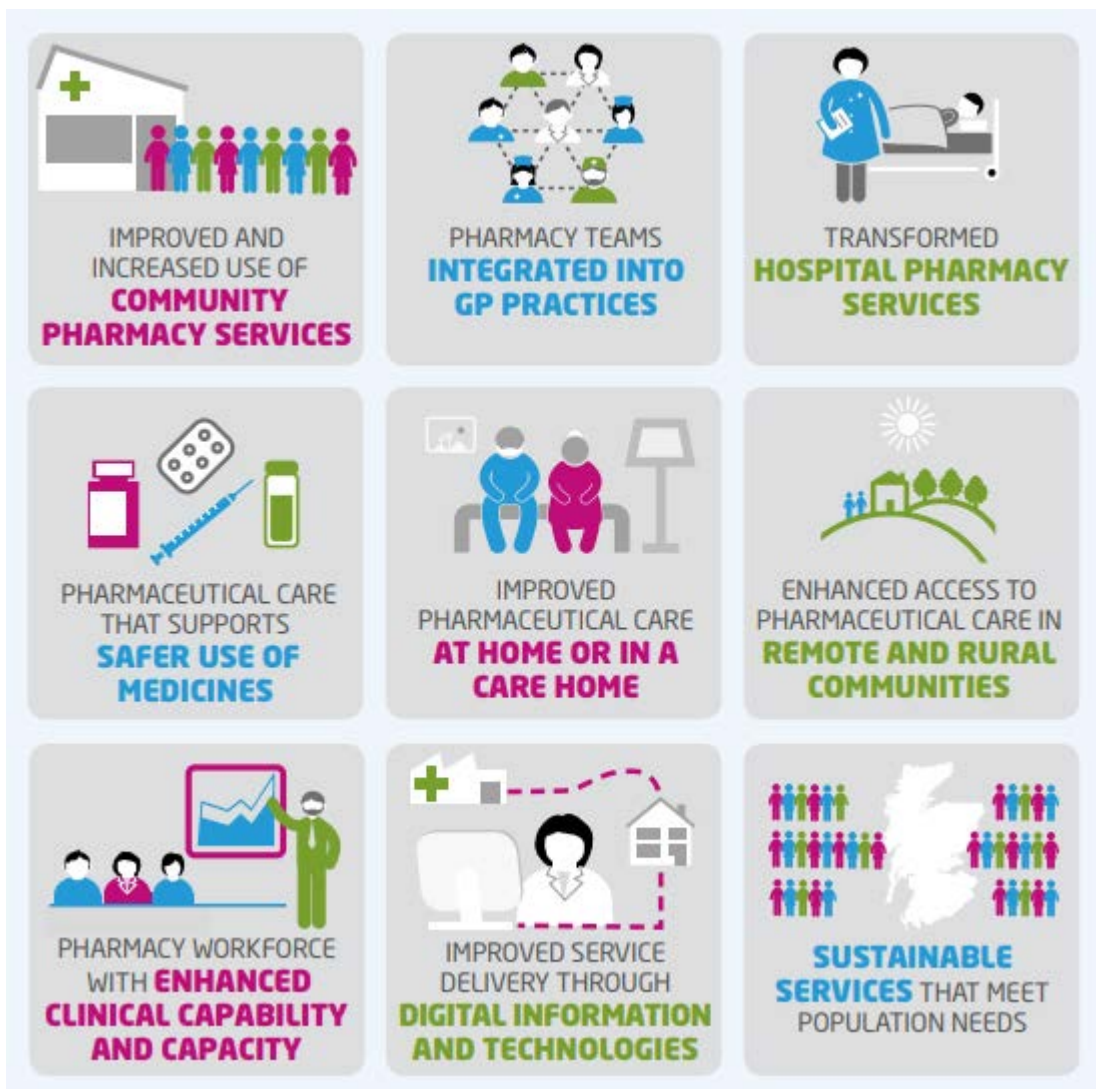 IMPROVED AND
INCREASED USE OF
COMMUNITY
PHARMACY SERVICES
PHARMACY TEAMS
INTEGRATED INTO
GP PRACTICES
TRANSFORMED
HOSPITAL PHARMACY
SERVICES
PHARMACEUTICAL CARE
THAT SUPPORTS
SAFER USE OF
MEDICINES
IMPROVED
PHARMACEUTICAL CARE
AT HOME OR IN A
CARE HOME
ENHANCED ACCESS TO
PHARMACEUTICAL CARE IN
REMOTE AND RURAL
COMMUNITIES
PHARMACY WORKFORCE
WITH ENHANCED
CLINICAL CAPABILITY
AND CAPACITY
IMPROVED SERVICE
DELIVERY THROUGH
DIGITAL INFORMATION
AND TECHNOLOGIES
SUSTAINABLE
SERVICES THAT MEET
POPULATION NEEDS